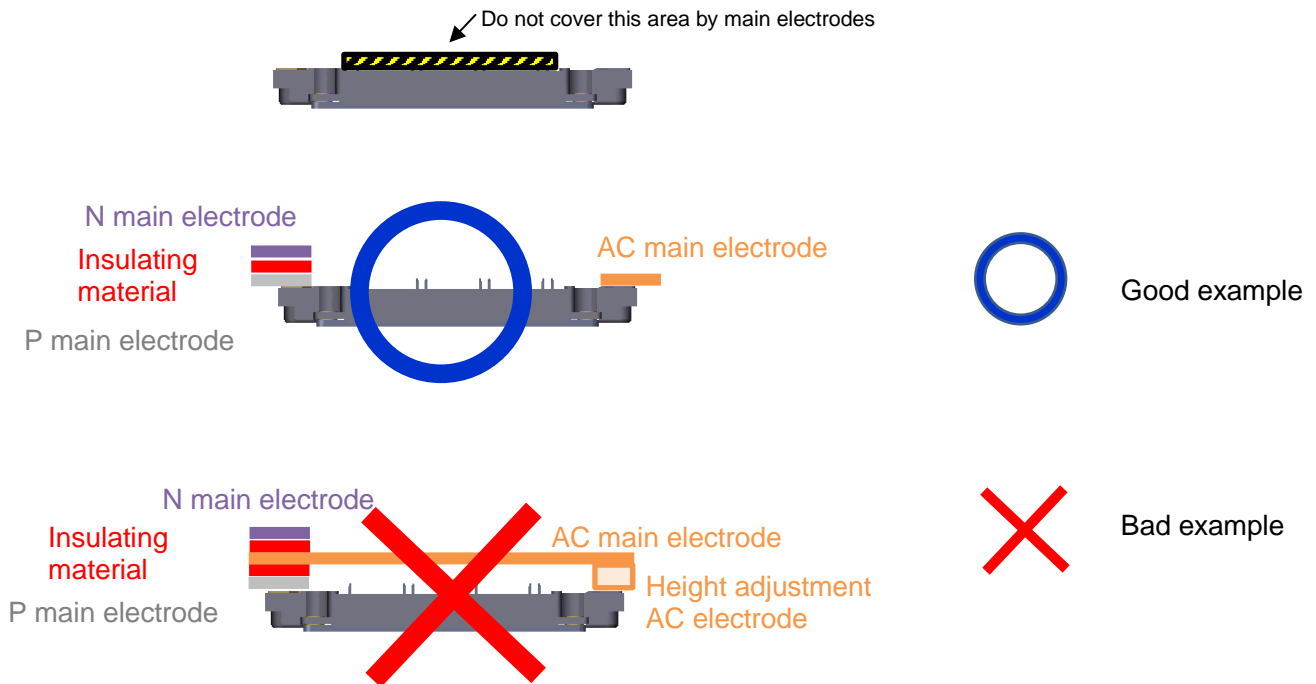 Do not cover this area by main electrodes
N main electrode
Insulating
material
AC main electrode
P main electrode
Good example
N main electrode
Insulating
material
AC main electrode
Bad example
Height adjustment
AC electrode
P main electrode